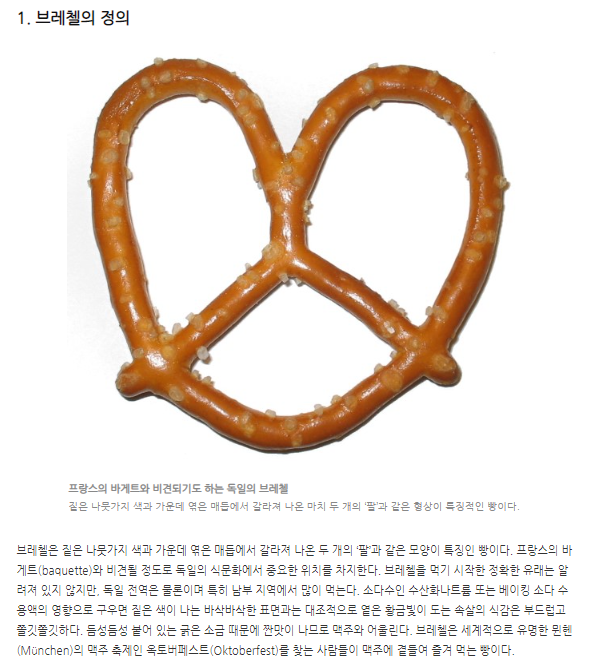 1. 브레첼의 정의
프랑스의 바게트와 비견되기도 하는 독일의 브레첼
짙은 나뭇가지 색과 가운데 엮은 매듭에서 갈라져 나온 마치 두 개의 '팔'과 같은 형상이 특징적인 빵이다.
브레첼은 짙은 나뭇가지 색과 가운데 엮은 매듭에서 갈라져 나온 두 개의 '팔'과 같은 모양이 특징인 빵이다. 프랑스의 바
게트(baquette)와 비견될 정도로 독일의 식문화에서 중요한 위치를 차지한다. 브레첼을 먹기 시작한 정확한 유래는 알
려져 있지 않지만, 독일 전역은 물론이며 특히 남부 지역에서 많이 먹는다. 소다수인 수산화나트륨 또는 베이킹 소다 수
용액의 영향으로 구우면 짙은 색이 나는 바삭바삭한 표면과는 대조적으로 옅은 황금빛이 도는 속살의 식감은 부드럽고
쫄깃쫄깃하다. 듬성듬성 붙어 있는 굵은 소금 때문에 짠맛이 나므로 맥주와 어울린다. 브레첼은 세계적으로 유명한 뮌헨
(München)의 맥주 축제인 옥토버페스트(Oktoberfest)를 찾는 사람들이 맥주에 곁들여 즐겨 먹는 빵이다.